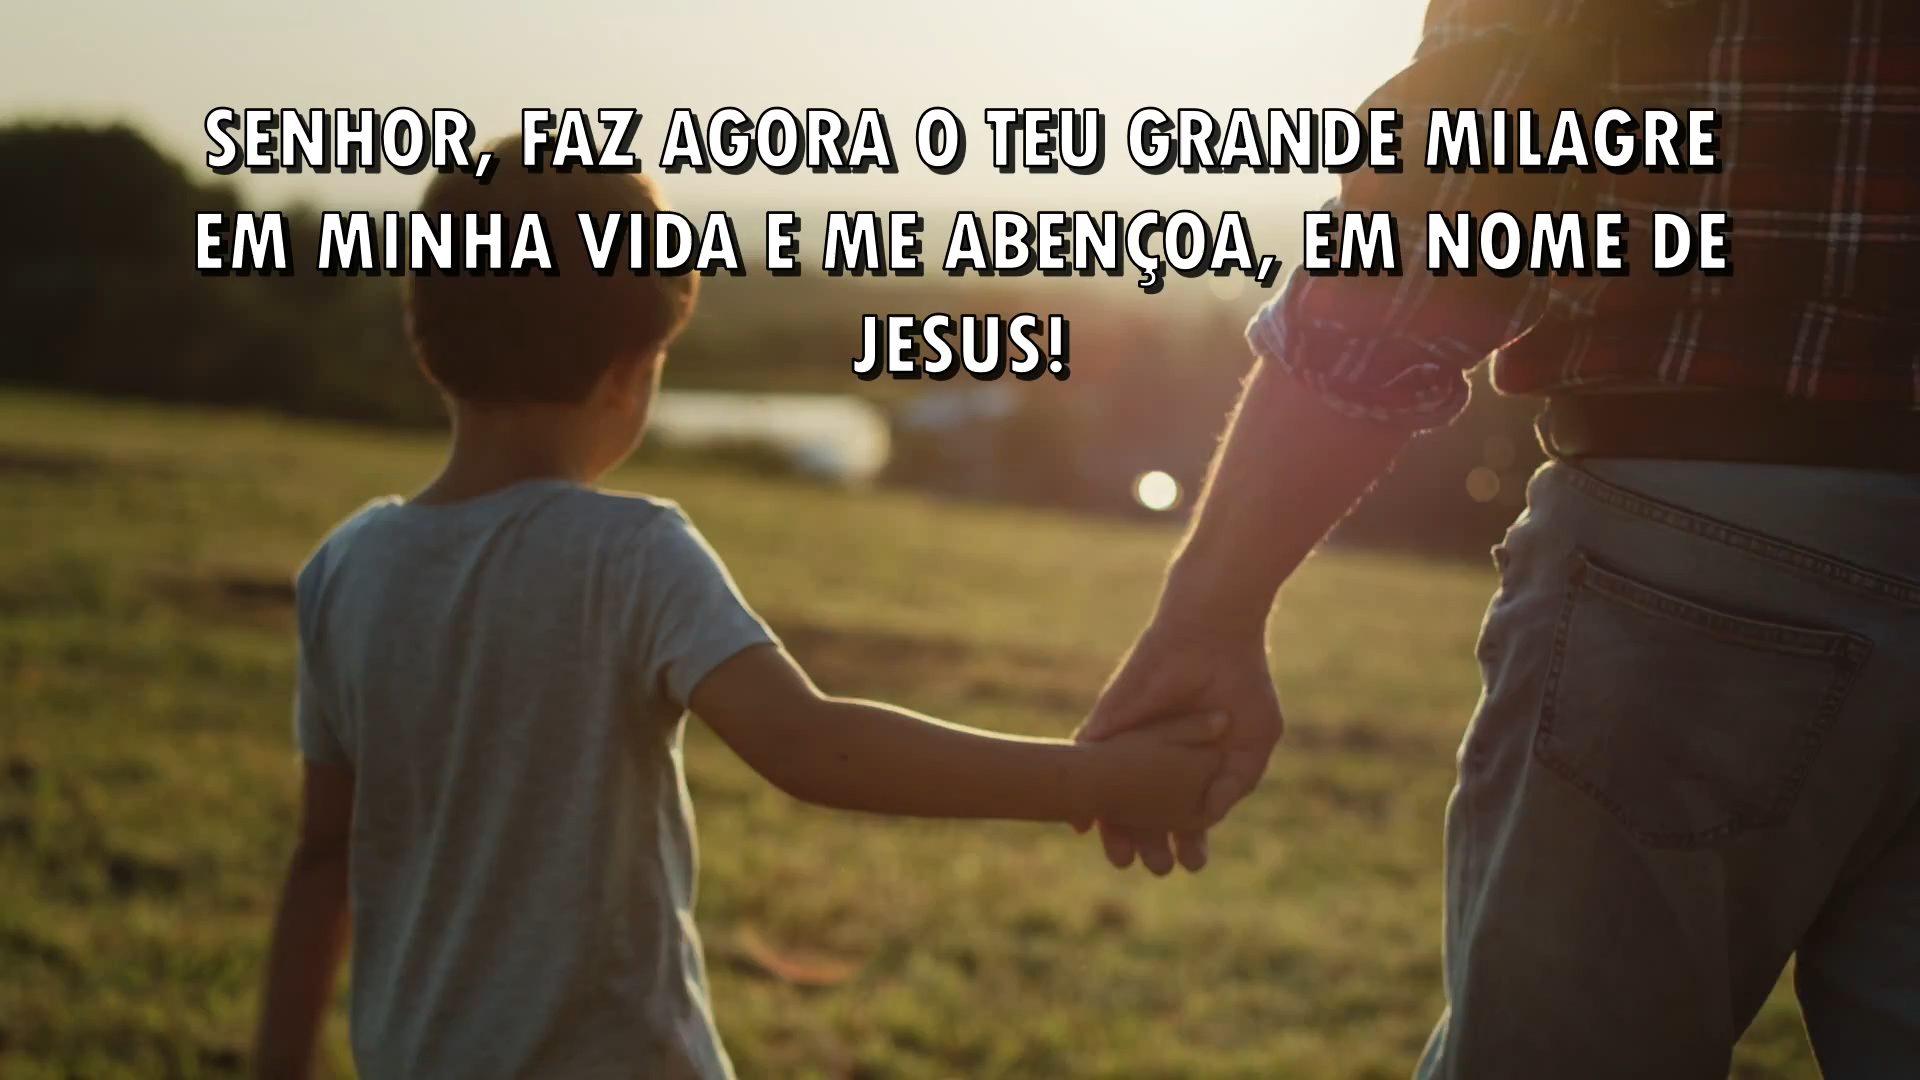 SENHOR, FAZ AGORA O TEU GRANDE MILAGRE
EM MINHA VIDA E ME ABENÇOA, EM NOME DE
JESUS!